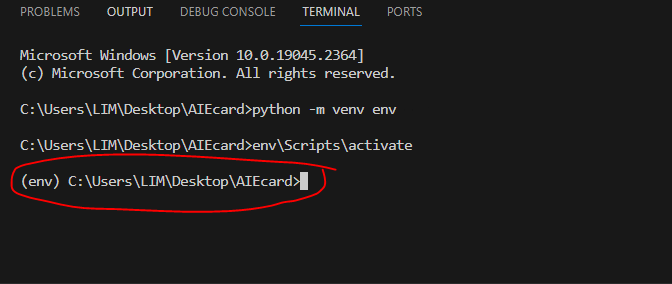 PROBLEMS OUTPUT DEBUG CONSOLE TERMINAL PORTS
Microsoft Windows [Version 10.0.19045.2364]
(c) Microsoft Corporation. All rights reserved.
C:\Users\LIM\Desktop\AIEcard>python -m venv env
C:\Users\LIM\Desktop\AIEcard>env\Scripts\activate
(env) C:\Users\LIM\Desktop\AIEcard>